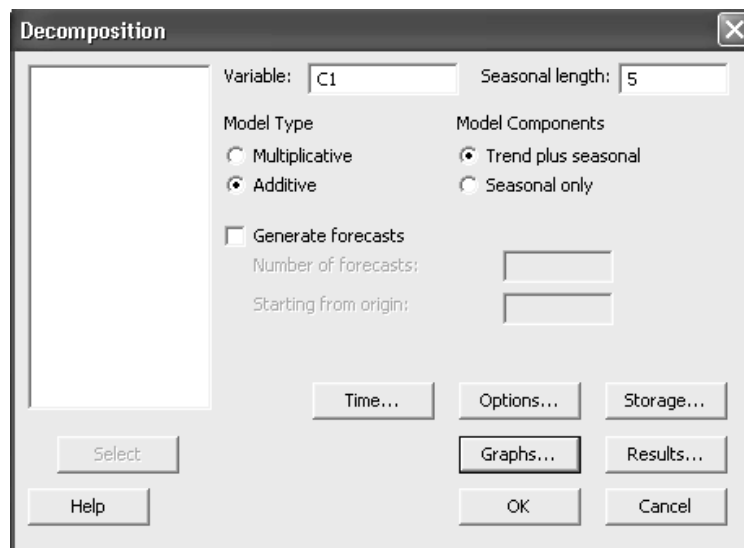 Decomposition
Variable: C1 Seasonal length: 5
Model Type Model Components
Multiplicative Trend plus seasonal
Additive Seasonal only
Generate forecasts
Number of forecasts:
Starting from origin:
Time... Options... Storage...
Select Graphs... Results...
Help OK Cancel